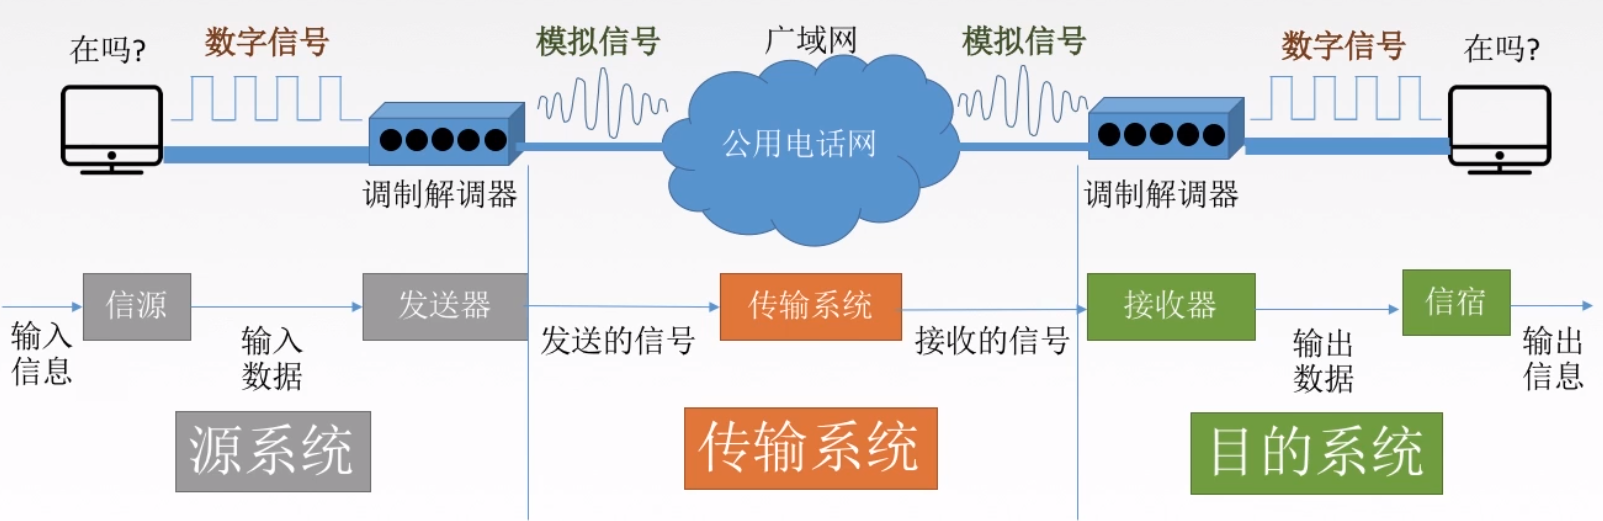 在吗?
数字信号
模拟信号
广域网
模拟信号
数字信号
在吗?
公用电话网
调制解调器
调制解调器
信源
发送器
传输系统
接收器
信宿
输入
信息
输入
数据
发送的信号
接收的信号
输出
数据
输出
信息
源系统
传输系统
目的系统